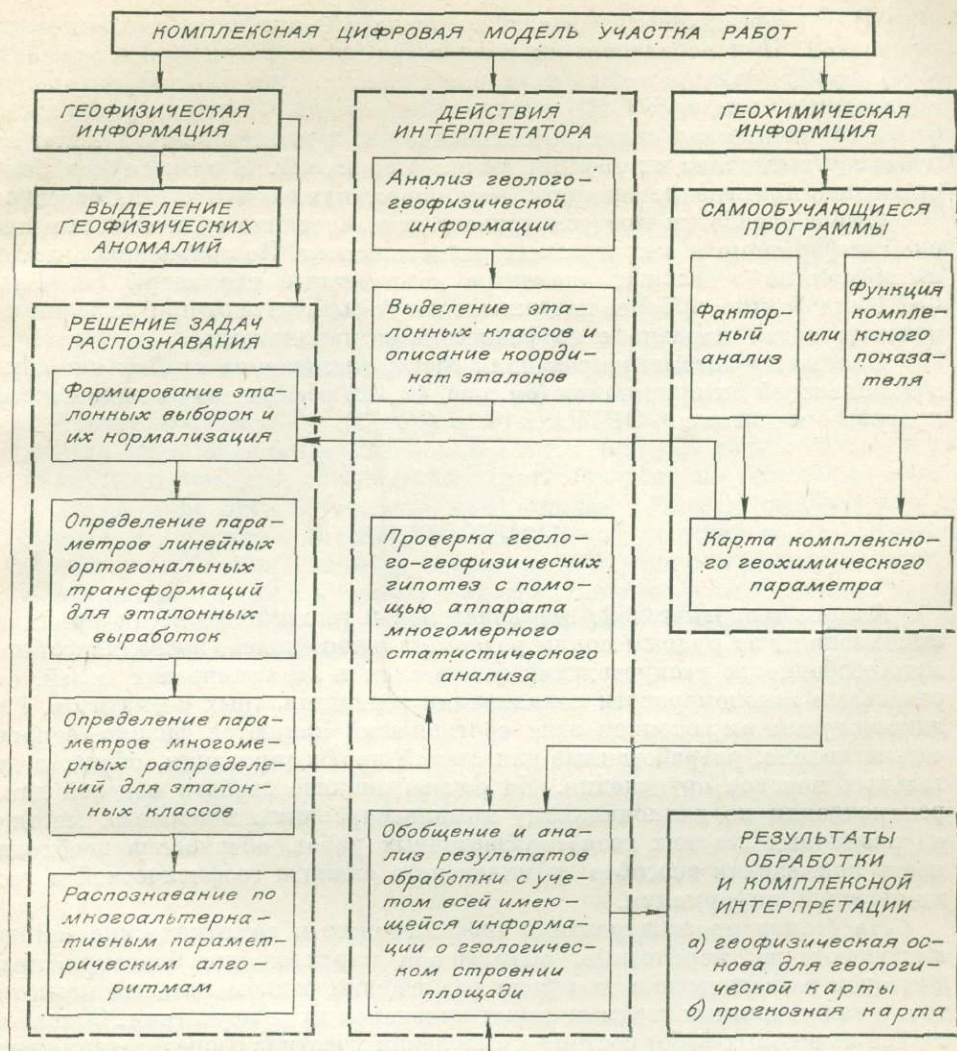 КОМПЛЕКСНАЯ ЦИФРОВАЯ МОДЕЛЬ УЧАСТКА РАБОТ
ГЕОФИЗИЧЕСКАЯ
ИНФОРМАЦИЯ
ВЫДЕЛЕНИЕ
ГЕОФИЗИЧЕСКИХ
АНОМАЛИЙ
РЕШЕНИЕ ЗАДАЧ
РАСПОЗНАВАНИЯ
Формирование эта-
лонных выборок и
их нормализация
Определение пара-
метров линейных
ортогональных
трансформаций
для эталонных
выработок
Определение пара-
метров многомер-
ных распределе-
ний для эталон-
ных классов
Распознавание по
многоальтерна-
тивным парамет-
рическим алго-
ритмам
ДЕЙСТВИЯ
ИНТЕРПРЕТАТОРА
Анализ геолого-
геофизической
информации
Выделение эта-
лонных классов и
описание коорди-
нат эталонов
Проверка геоло-
го-геофизических
гипотез с помо-
щью аппарата
многомерного
статистического
анализа
Обобщение и ана-
лиз результатов
обработки с уче-
том всей имею-
щейся информа-
ции о геологичес-
ком строении
площади
ГЕОХИМИЧЕСКАЯ
ИНФОРМЦИЯ
САМООБУЧАЮЩИЕСЯ
ПРОГРАММЫ
Фактор-
ный
анализ
или
Функция
компле-
ксного
показа-
теля
Карта комплексно-
го геохимического
параметра
РЕЗУЛЬТАТЫ
ОБРАБОТКИ
И КОМПЛЕКСНОЙ
ИНТЕРПРЕТАЦИИ
а) геофизическая ос-
нова для геологи-
ческой карты
б) прогнозная карта